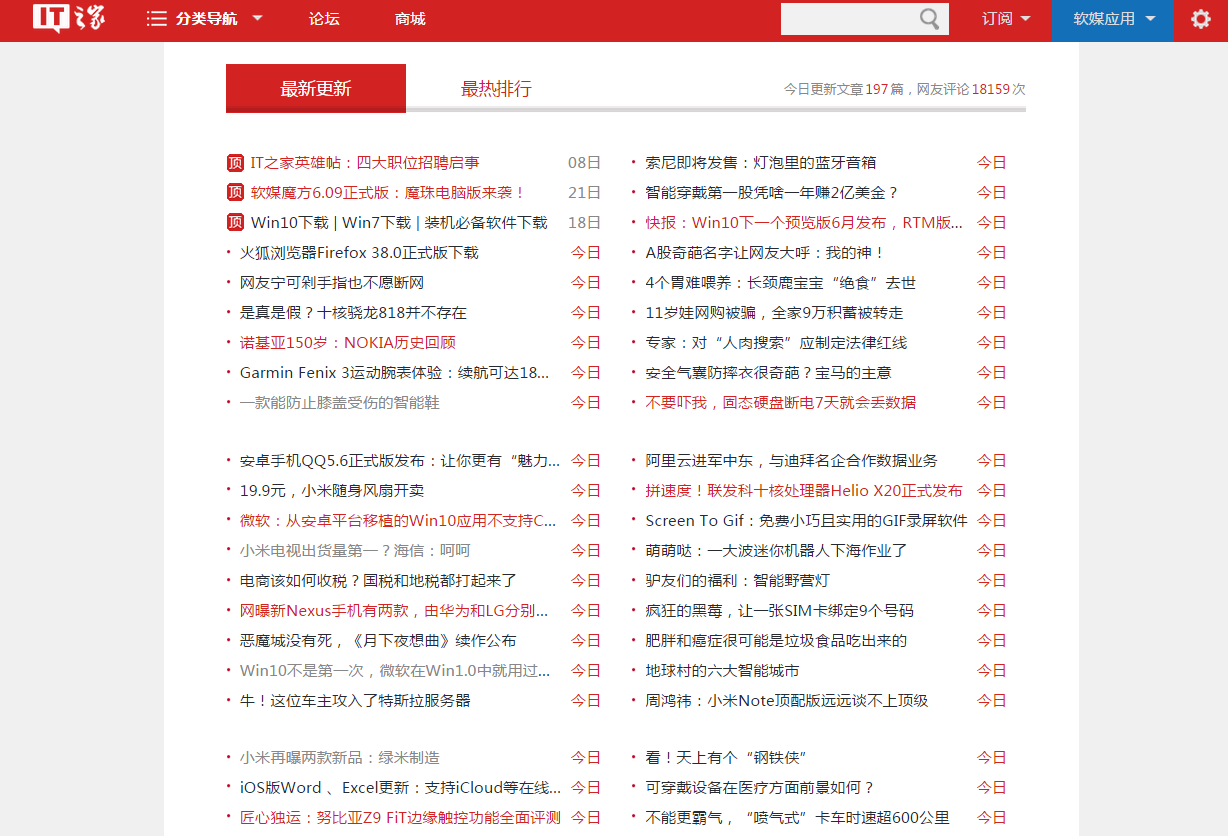 IT之家 分类导航 论坛 商城 订阅 软媒应用
最新更新 最热排行 今日更新文章197篇，网友评论18159次
顶 IT之家英雄帖：四大职位招聘启事 08日
顶 软媒魔方6.09正式版：魔珠电脑版来袭！ 21日
顶 Win10下载 | Win7下载 | 装机必备软件下载 18日
· 火狐浏览器Firefox 38.0正式版下载 今日
· 网友宁可剁手指也不愿断网 今日
· 是真是假？十核骁龙818并不存在 今日
· 诺基亚150岁：NOKIA历史回顾 今日
· Garmin Fenix 3运动腕表体验：续航可达18... 今日
· 一款能防止膝盖受伤的智能鞋 今日
· 安卓手机QQ5.6正式版发布：让你更有“魅力... 今日
· 19.9元，小米随身风扇开卖 今日
· 微软：从安卓平台移植的Win10应用不支持C... 今日
· 小米电视出货量第一？海信：呵呵 今日
· 电商该如何收税？国税和地税都打起来了 今日
· 网曝新Nexus手机有两款，由华为和LG分别... 今日
· 恶魔城没有死，《月下夜想曲》续作公布 今日
· Win10不是第一次，微软在Win1.0中就用过... 今日
· 牛！这位车主攻入了特斯拉服务器 今日
· 小米再曝两款新品：绿米制造 今日
· iOS版Word 、Excel更新：支持iCloud等在线... 今日
· 匠心独运：努比亚Z9 FiT边缘触控功能全面评测 今日
· 索尼即将发售：灯泡里的蓝牙音箱 今日
· 智能穿戴第一股凭啥一年赚2亿美金？ 今日
· 快报：Win10下一个预览版6月发布，RTM版... 今日
· A股奇葩名字让网友大呼：我的神！ 今日
· 4个胃难喂养：长颈鹿宝宝“绝食”去世 今日
· 11岁娃网购被骗，全家9万积蓄被转走 今日
· 专家：对“人肉搜索”应制定法律红线 今日
· 安全气囊防摔衣很奇葩？宝马的主意 今日
· 不要吓我，固态硬盘断电7天就会丢数据 今日
· 阿里云进军中东，与迪拜名企合作数据业务 今日
· 拼速度！联发科十核处理器Helio X20正式发布 今日
· Screen To Gif：免费小巧且实用的GIF录屏软件 今日
· 萌萌哒：一大波迷你机器人下海作业了 今日
· 驴友们的福利：智能野营灯 今日
· 疯狂的黑莓，让一张SIM卡绑定9个号码 今日
· 肥胖和癌症很可能是垃圾食品吃出来的 今日
· 地球村的六大智能城市 今日
· 周鸿祎：小米Note顶配版远远谈不上顶级 今日
· 看！天上有个“钢铁侠” 今日
· 可穿戴设备在医疗方面前景如何？ 今日
· 不能更霸气，“喷气式”卡车时速超600公里 今日